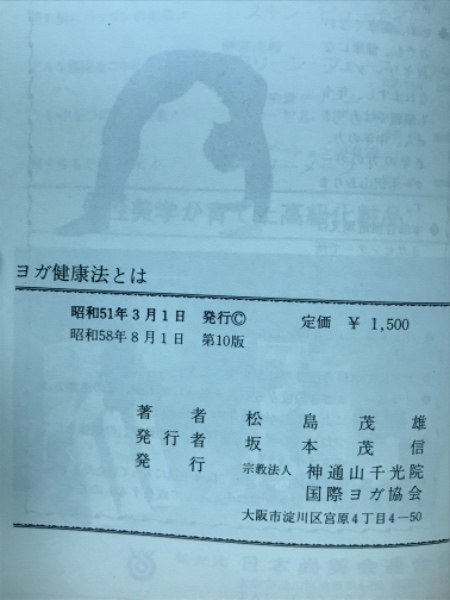 ヨガ健康法とは
昭和51年3月1日 発行© 定価 ￥ 1,500
昭和58年8月1日 第10版
著者 松島茂雄
発行者 坂本茂信
発行 宗教法人 神通山千光院
国際ヨガ協会
大阪市淀川区宮原4丁目4-50